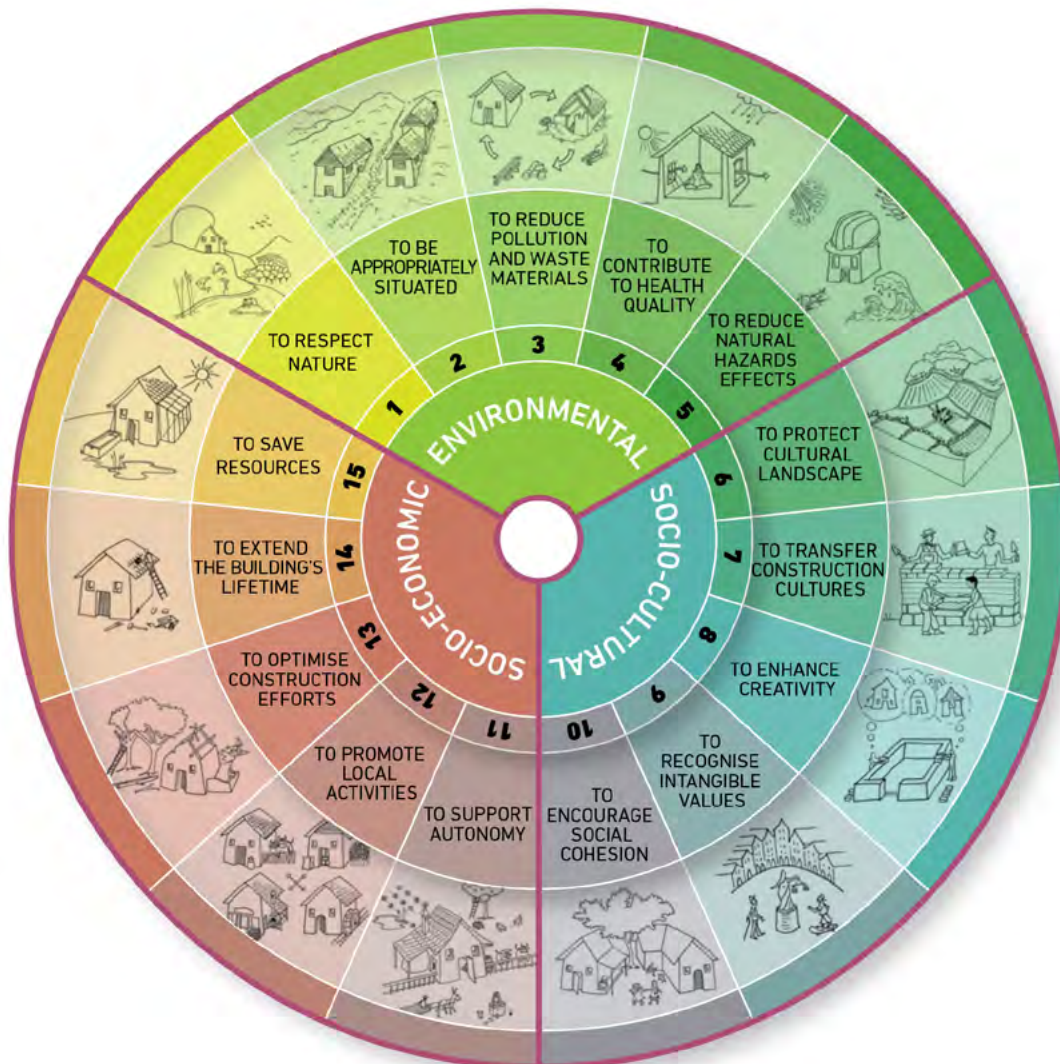 ENVIRONMENTAL
1
TO RESPECT
NATURE
2
TO BE
APPROPRIATELY
SITUATED
3
TO REDUCE
POLLUTION
AND WASTE
MATERIALS
4
TO
CONTRIBUTE
TO HEALTH
QUALITY
5
TO REDUCE
NATURAL
HAZARDS
EFFECTS
SOCIO-CULTURAL
6
TO PROTECT
CULTURAL
LANDSCAPE
7
TO TRANSFER
CONSTRUCTION
CULTURES
8
TO ENHANCE
CREATIVITY
9
TO
RECOGNISE
INTANGIBLE
VALUES
10
TO
ENCOURAGE
SOCIAL
COHESION
SOCIO-ECONOMIC
11
TO SUPPORT
AUTONOMY
12
TO PROMOTE
LOCAL
ACTIVITIES
13
TO OPTIMISE
CONSTRUCTION
EFFORTS
14
TO EXTEND
THE BUILDING'S
LIFETIME
15
TO SAVE
RESOURCES